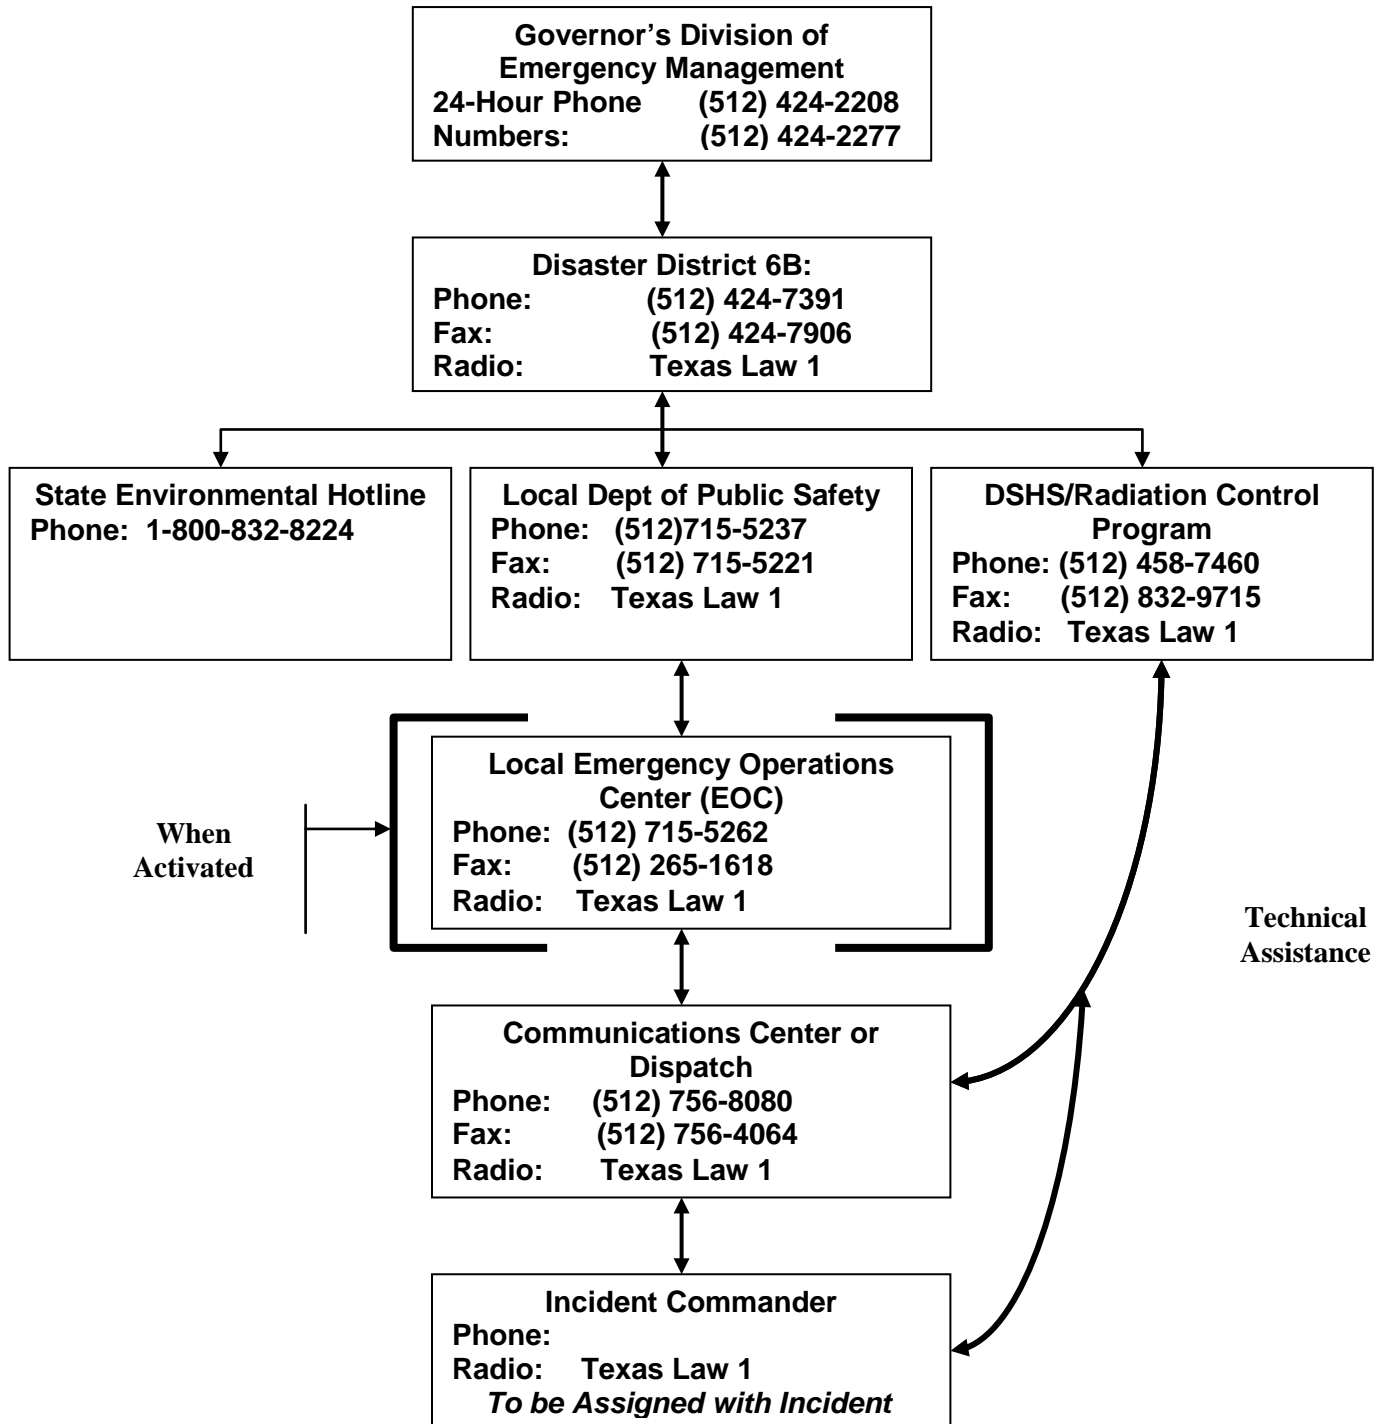 Governor’s Division of
Emergency Management
24-Hour Phone (512) 424-2208
Numbers: (512) 424-2277
Disaster District 6B:
Phone: (512) 424-7391
Fax: (512) 424-7906
Radio: Texas Law 1
State Environmental Hotline
Phone: 1-800-832-8224
Local Dept of Public Safety
Phone: (512)715-5237
Fax: (512) 715-5221
Radio: Texas Law 1
DSHS/Radiation Control
Program
Phone: (512) 458-7460
Fax: (512) 832-9715
Radio: Texas Law 1
When
Activated
Local Emergency Operations
Center (EOC)
Phone: (512) 715-5262
Fax: (512) 265-1618
Radio: Texas Law 1
Technical
Assistance
Communications Center or
Dispatch
Phone: (512) 756-8080
Fax: (512) 756-4064
Radio: Texas Law 1
Incident Commander
Phone:
Radio: Texas Law 1
To be Assigned with Incident